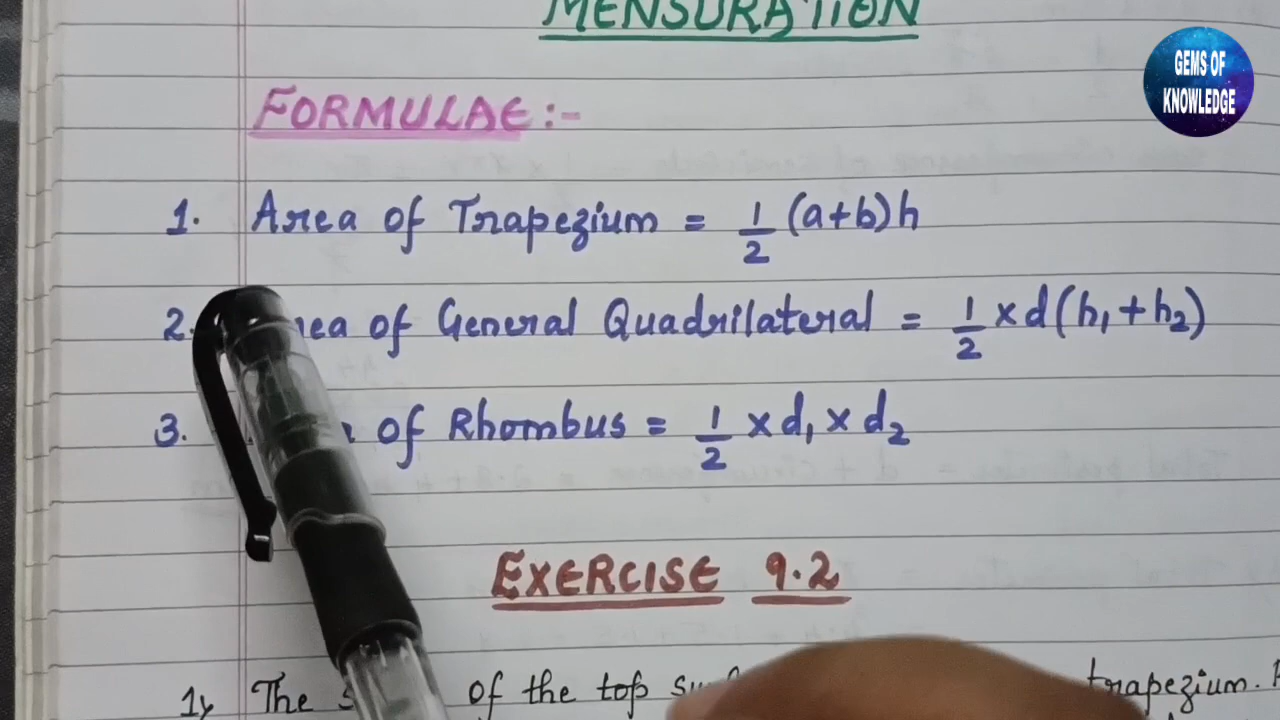 MENSURATION
GEMS OF
KNOWLEDGE
FORMULAE :-
1. Area of Trapezium = 1/2 (a+b)h
2. of General Quadrilateral = 1/2 × d(h₁ + h₂)
3. of Rhombus = 1/2 × d₁ × d₂
EXERCISE 9.2
1) The of the top trapezium.